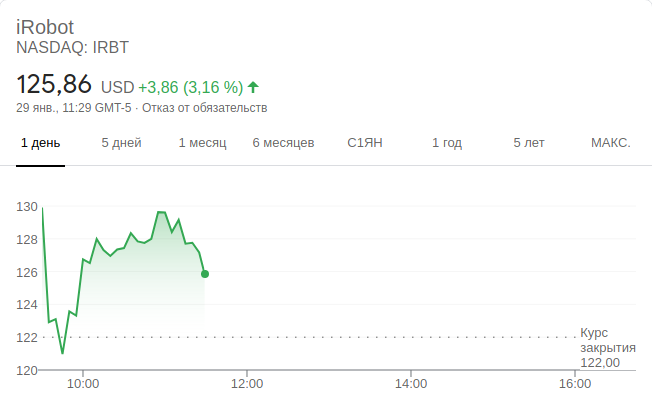 iRobot
NASDAQ: IRBT
125,86 USD +3,86 (3,16 %)
29 янв., 11:29 GMT-5 · Отказ от обязательств
1 день 5 дней 1 месяц 6 месяцев С1ЯН 1 год 5 лет МАКС.
130
128
126
124
122
120
Курс
закрытия
122,00
10:00 12:00 14:00 16:00